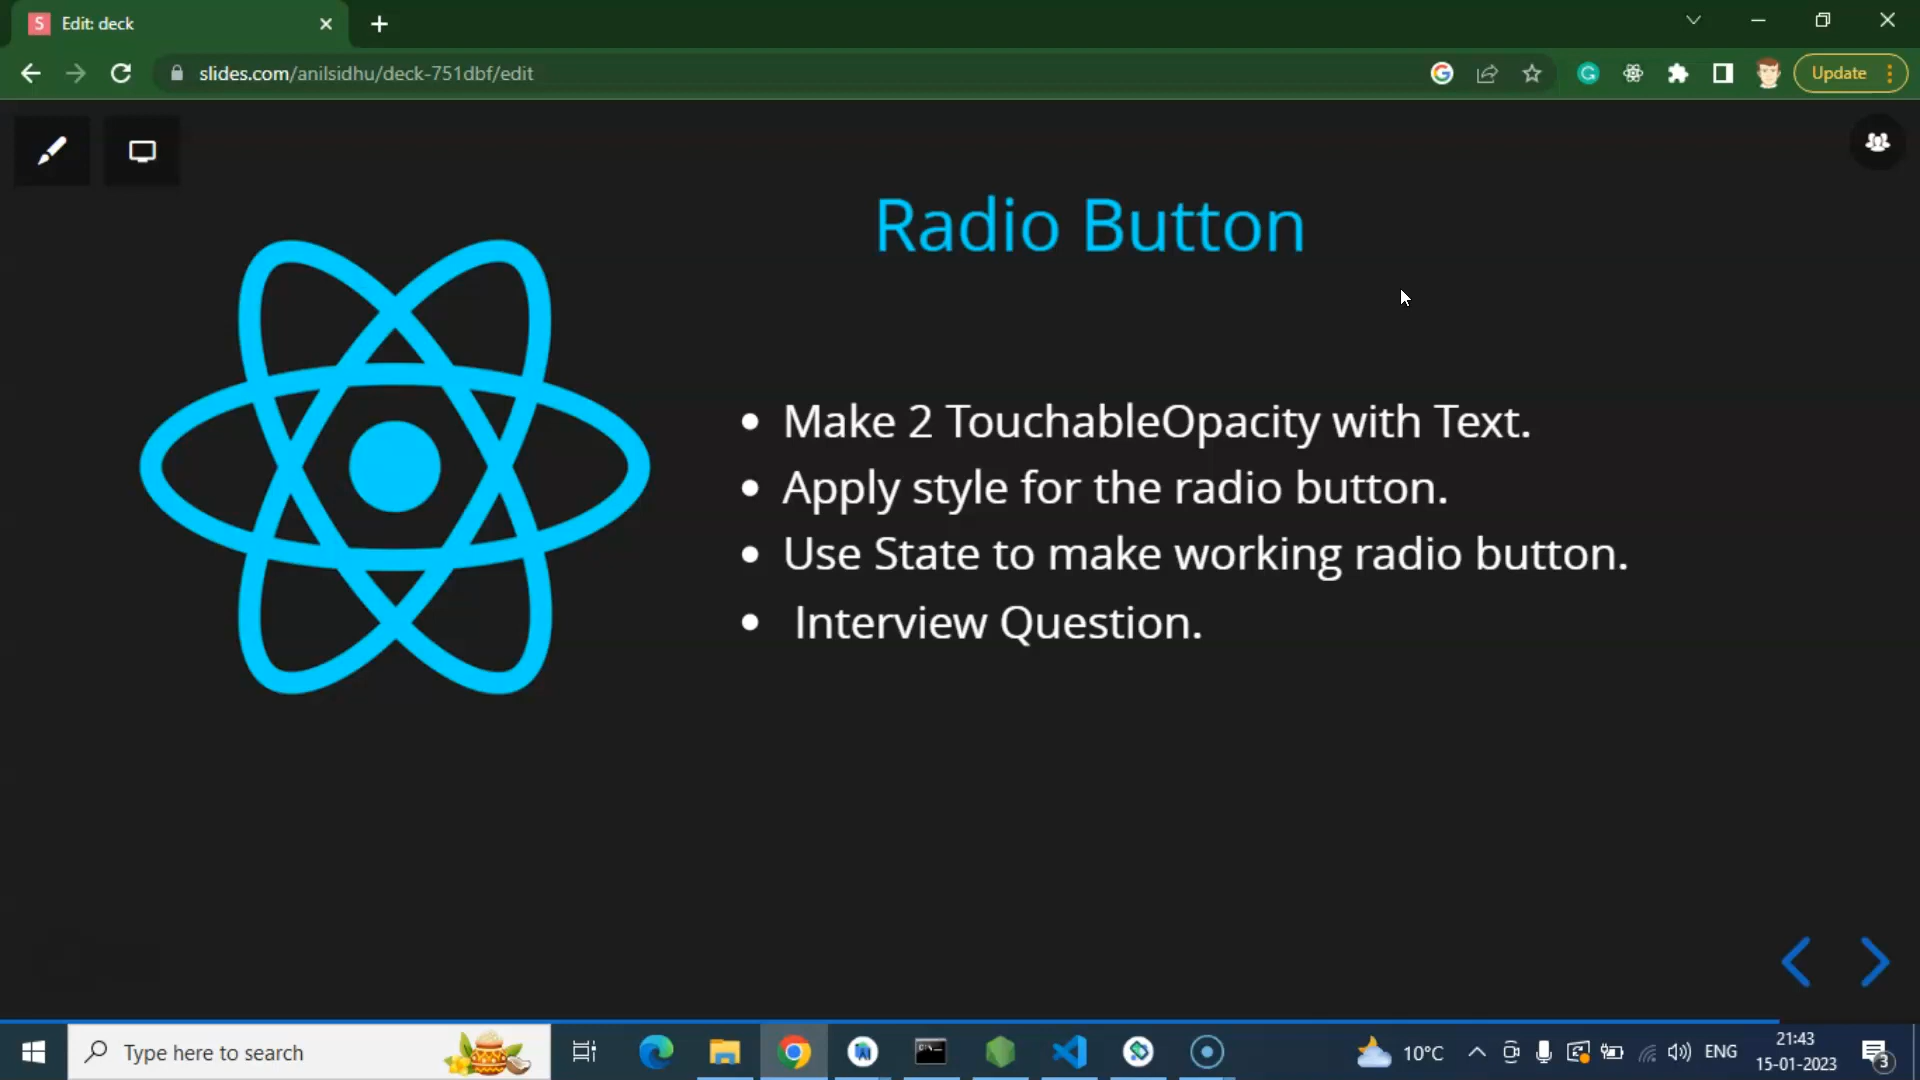 S Edit: deck
slides.com/anilsidhu/deck-751dbf/edit
G
G
Update
Radio Button
Make 2 TouchableOpacity with Text.
Apply style for the radio button.
Use State to make working radio button.
Interview Question.
Type here to search
10°C
ENG
21:43
15-01-2023
3